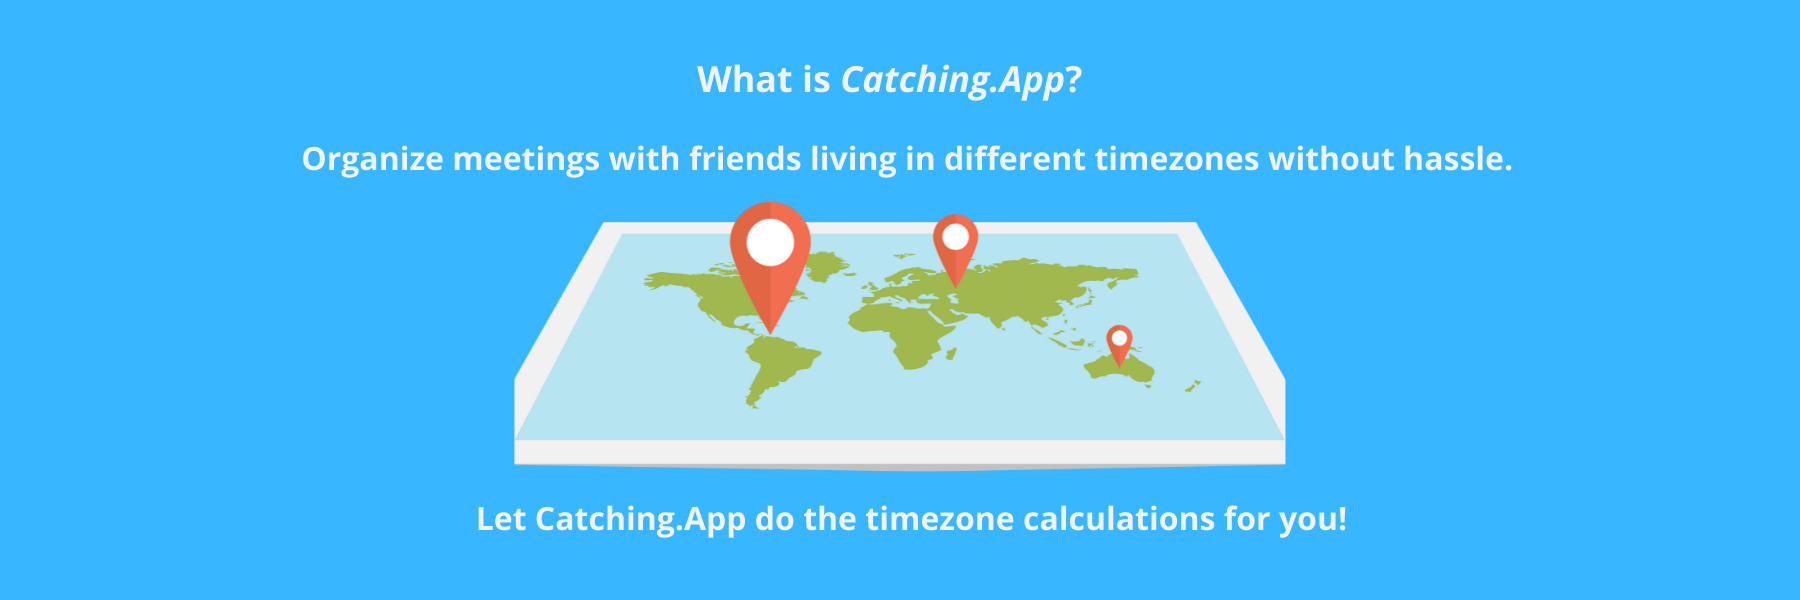 What is Catching.App?
Organize meetings with friends living in different timezones without hassle.
Let Catching.App do the timezone calculations for you!